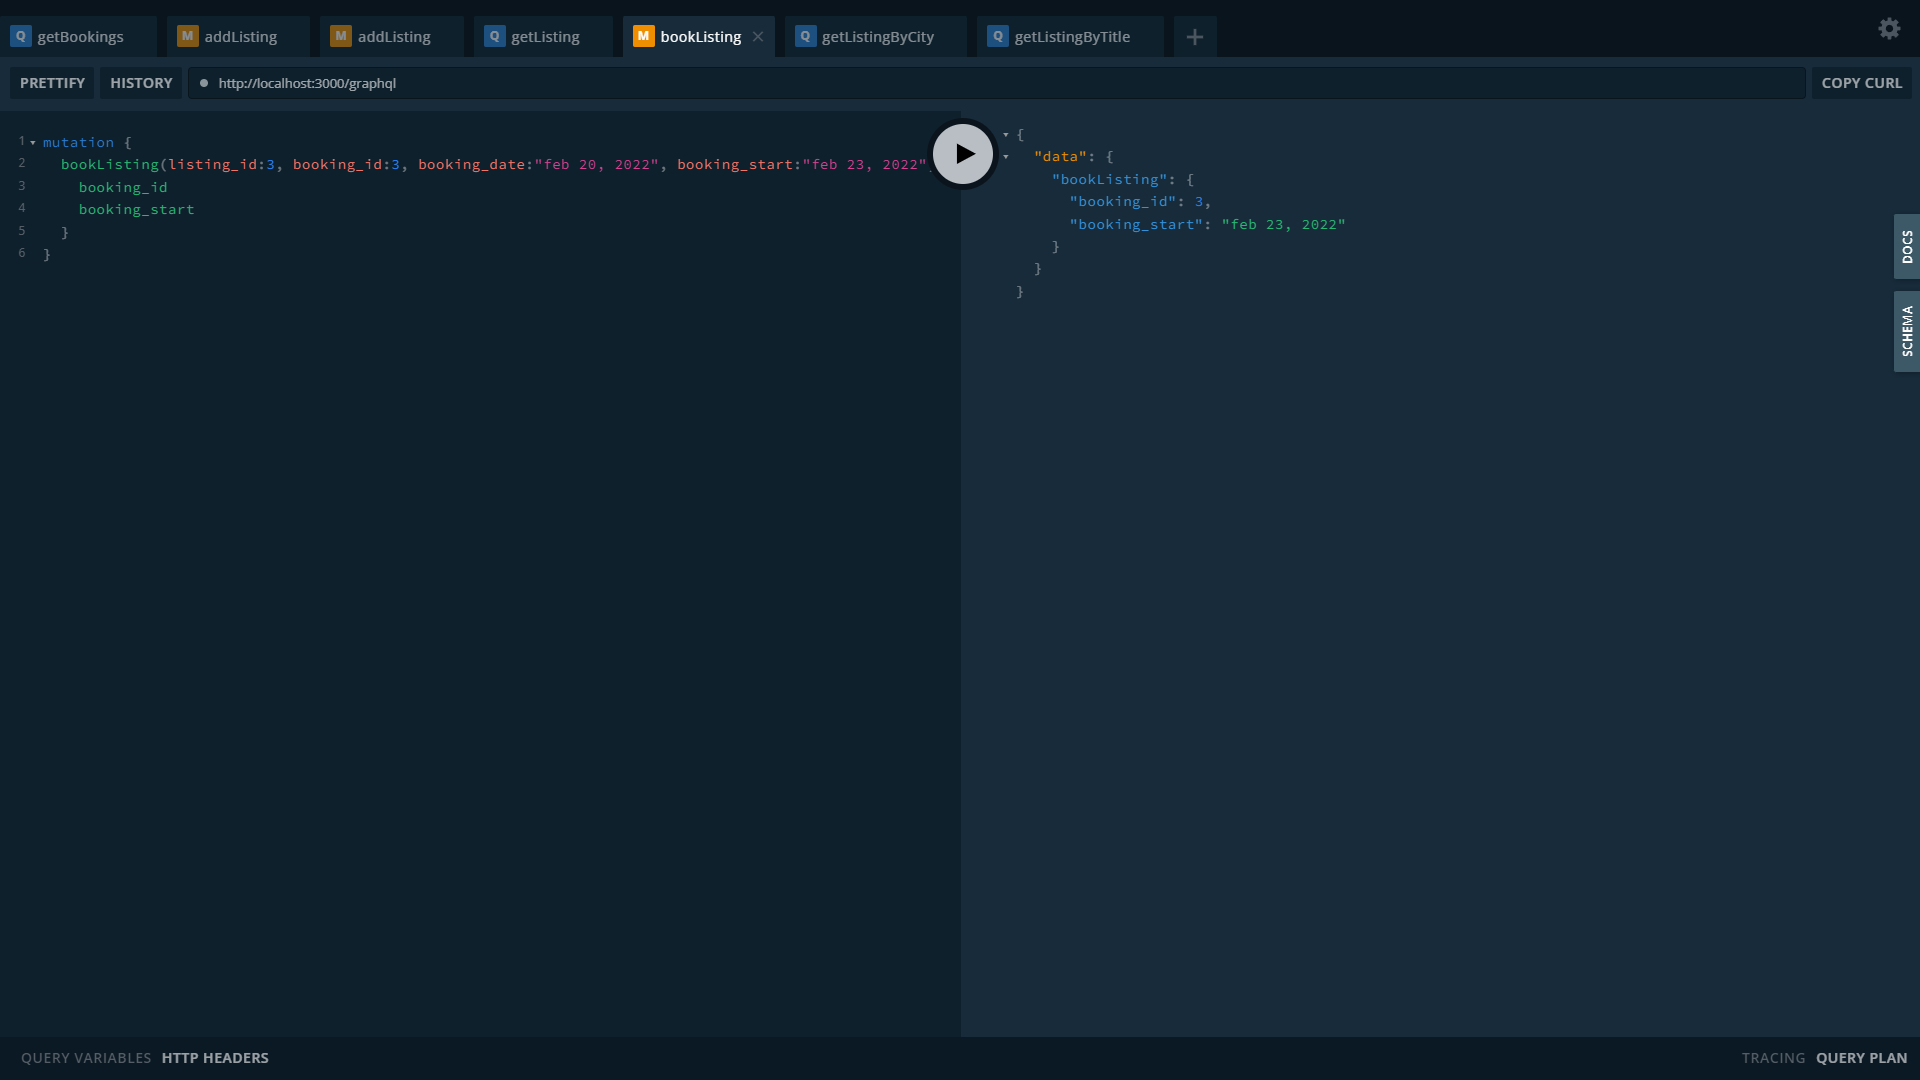 Q getBookings M addListing M addListing Q getListing M bookListing × Q getListingByCity Q getListingByTitle +
PRETTIFY HISTORY http://localhost:3000/graphql COPY CURL
1 mutation {
2 bookListing(listing_id:3, booking_id:3, booking_date:"feb 20, 2022", booking_start:"feb 23, 2022"
3 booking_id
4 booking_start
5 }
6 }
{
"data": {
"bookListing": {
"booking_id": 3,
"booking_start": "feb 23, 2022"
}
}
}
DOCS
SCHEMA
QUERY VARIABLES HTTP HEADERS TRACING QUERY PLAN